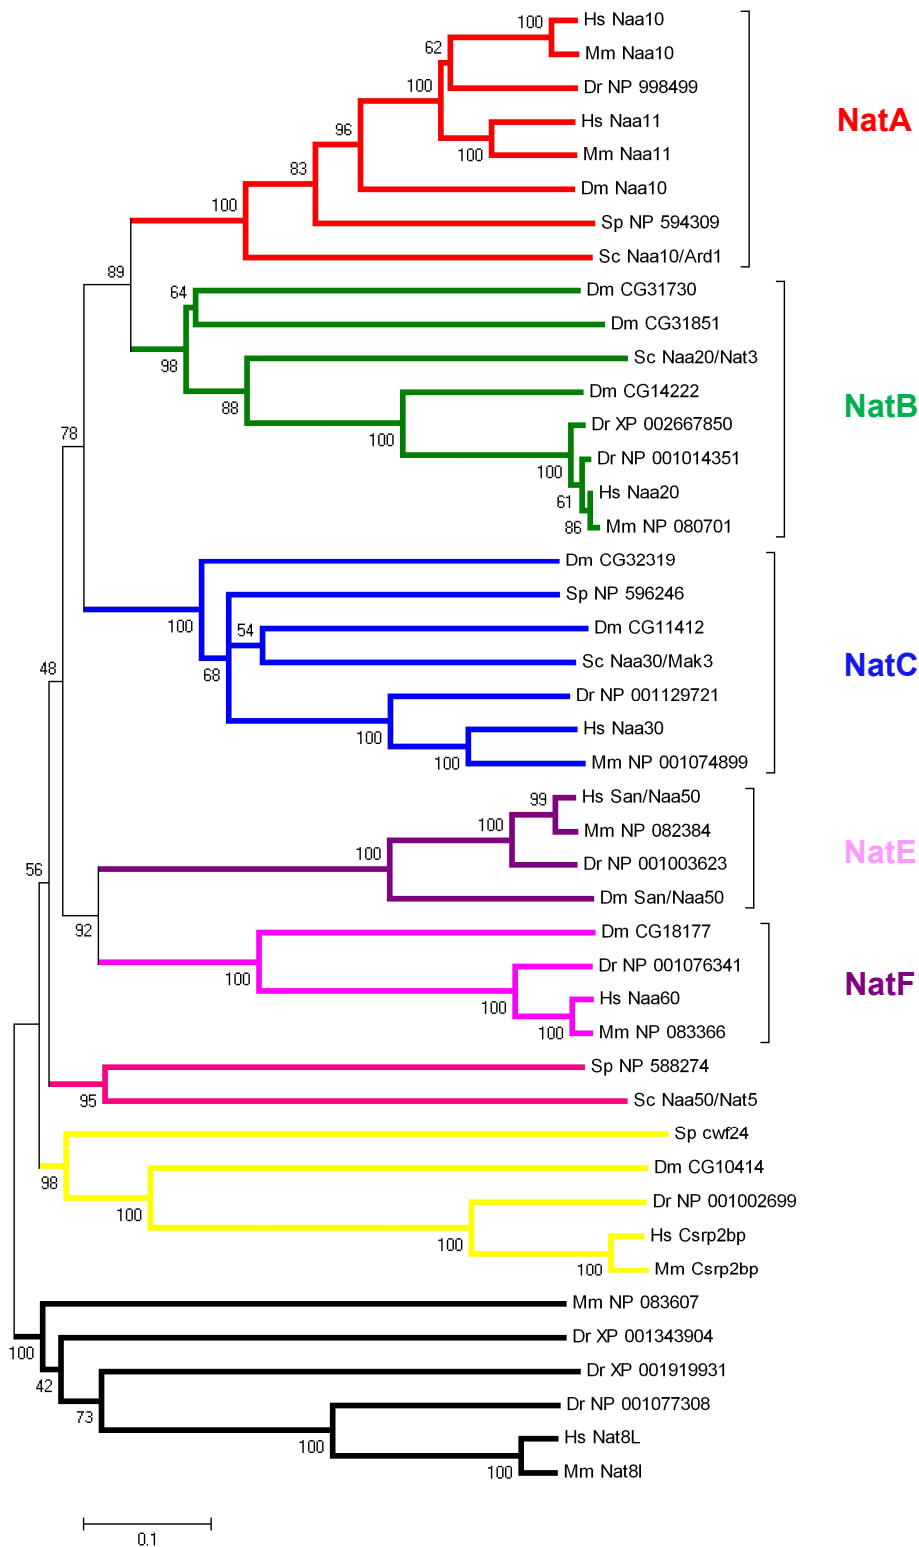 100
Hs Naa10
Mm Naa10
62
Dr NP 998499
100
Hs Naa11
NatA
96
100
Mm Naa11
83
Dm Naa10
100
Sp NP 594309
Sc Naa10/Ard1
89
64
Dm CG31730
Dm CG31851
98
Sc Naa20/Nat3
Dm CG14222
88
NatB
78
100
Dr XP 002667850
Dr NP 001014351
100
Hs Naa20
61
86
Mm NP 080701
Dm CG32319
Sp NP 596246
100
54
Dm CG11412
48
68
Sc Naa30/Mak3
NatC
Dr NP 001129721
100
Hs Naa30
100
Mm NP 001074899
99
Hs San/Naa50
100
Mm NP 082384
100
Dr NP 001003623
NatE
56
Dm San/Naa50
92
Dm CG18177
100
Dr NP 001076341
NatF
100
Hs Naa60
100
Mm NP 083366
Sp NP 588274
95
Sc Naa50/Nat5
Sp cwf24
98
Dm CG10414
100
Dr NP 001002699
100
Hs Csrp2bp
100
Mm Csrp2bp
Mm NP 083607
100
Dr XP 001343904
42
Dr XP 001919931
73
Dr NP 001077308
100
Hs Nat8L
100
Mm Nat8l
0.1